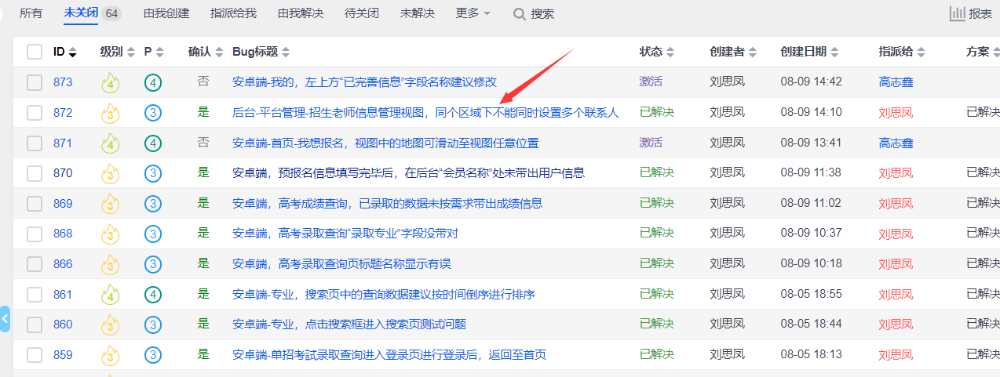 所有 未关闭 64 由我创建 指派给我 由我解决 待关闭 未解决 更多 搜索 报表
ID 级别 P 确认 Bug标题 状态 创建者 创建日期 指派给 方案
873 4 4 否 安卓端-我的，左上方“已完善信息”字段名称建议修改 激活 刘思凤 08-09 14:42 高志鑫
872 3 3 是 后台-平台管理-招生老师信息管理视图，同个区域下不能同时设置多个联系人 已解决 刘思凤 08-09 14:10 刘思凤 已解决
871 4 4 否 安卓端-首页-我想报名，视图中的地图可滑动至视图任意位置 激活 刘思凤 08-09 13:41 高志鑫
870 3 3 是 安卓端，预报名信息填写完毕后，在后台“会员名称”处未带出用户信息 已解决 刘思凤 08-09 11:38 刘思凤 已解决
869 3 3 是 安卓端，高考成绩查询，已录取的数据未按需求带出成绩信息 已解决 刘思凤 08-09 11:02 刘思凤 已解决
868 3 3 是 安卓端，高考录取查询“录取专业”字段没带对 已解决 刘思凤 08-09 10:37 刘思凤 已解决
866 3 3 是 安卓端，高考录取查询页标题名称显示有误 已解决 刘思凤 08-09 10:18 刘思凤 已解决
861 4 4 是 安卓端-专业，搜索页中的查询数据建议按时间倒序进行排序 已解决 刘思凤 08-05 18:55 刘思凤 已解决
860 3 3 是 安卓端-专业，点击搜索框进入搜索页测试问题 已解决 刘思凤 08-05 18:44 刘思凤 已解决
859 3 3 是 安卓端-单招考試录取查询进入登录页进行登录后，返回至首页 已解决 刘思凤 08-05 18:13 刘思凤 已解决